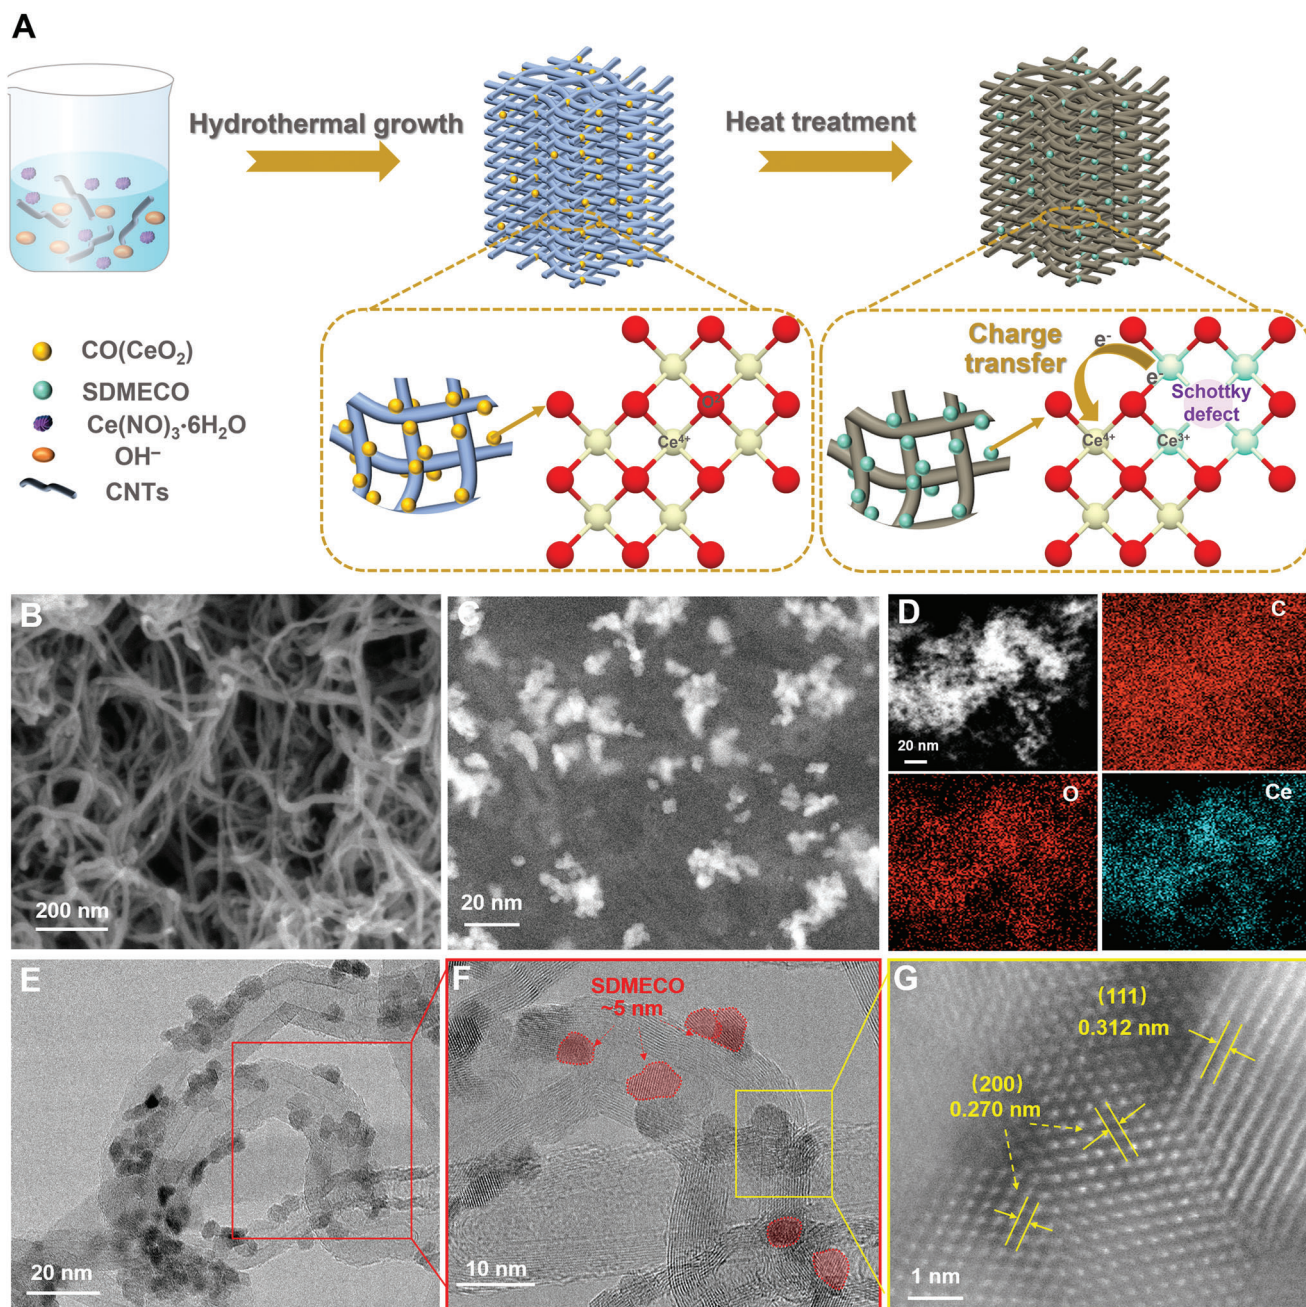 A
Hydrothermal growth
Heat treatment
CO(CeO₂)
SDMECO
Ce(NO)₃·6H₂O
OH⁻
CNTs
Ce⁴⁺
Charge
transfer
e⁻
e⁻
Schottky
defect
Ce⁴⁺
Ce³⁺
B
200 nm
C
20 nm
D
20 nm
C
O
Ce
E
20 nm
F
SDMECO
~5 nm
10 nm
G
(111)
0.312 nm
(200)
0.270 nm
1 nm